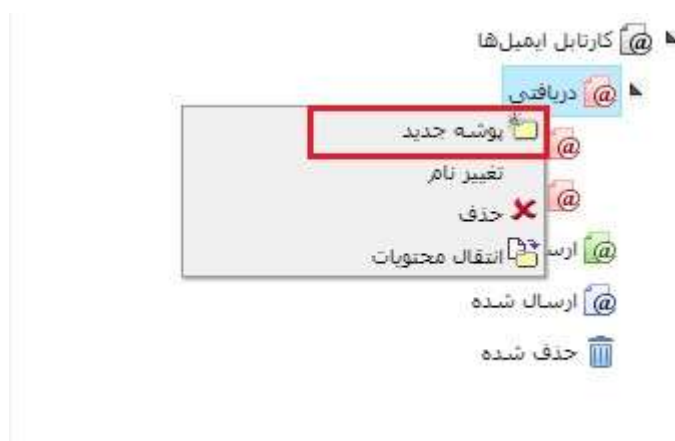 کارتابل ایمیل‌ها
دریافتی
پوشه جدید
تغییر نام
حذف
انتقال محتویات
ارسال شده
حذف شده